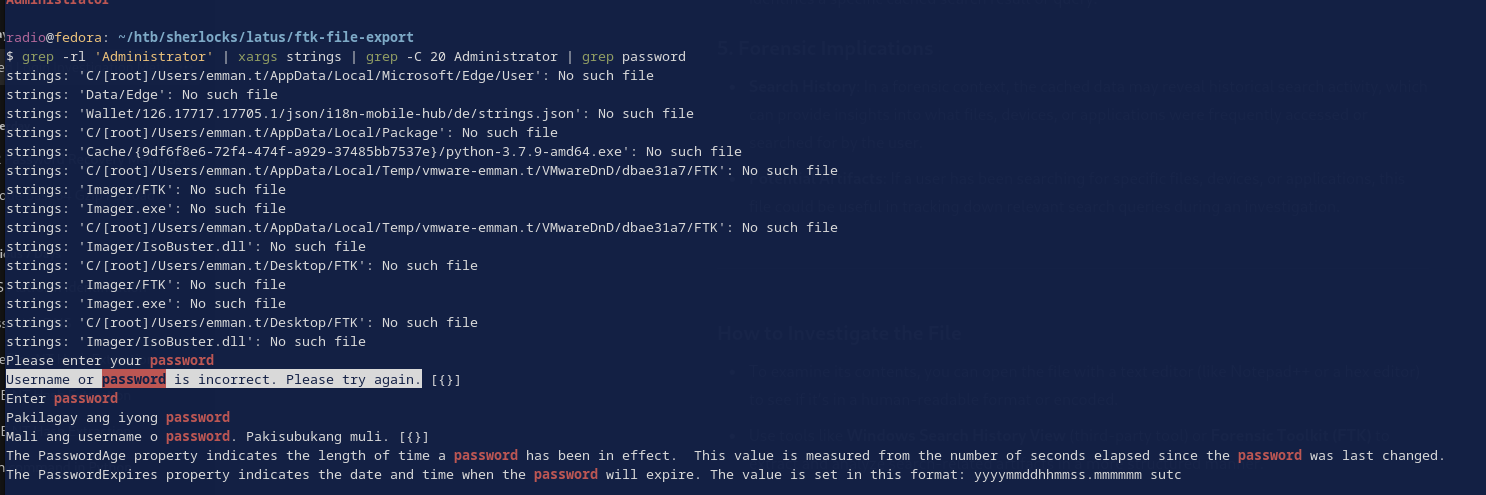 Administrator
radio@fedora: ~/htb/sherlocks/latus/ftk-file-export
$ grep -rl 'Administrator' | xargs strings | grep -C 20 Administrator | grep password
strings: 'C/[root]/Users/emman.t/AppData/Local/Microsoft/Edge/User': No such file
strings: 'Data/Edge': No such file
strings: 'Wallet/126.17717.17705.1/json/i18n-mobile-hub/de/strings.json': No such file
strings: 'C/[root]/Users/emman.t/AppData/Local/Package': No such file
strings: 'Cache/{9df6f8e6-72f4-474f-a929-37485bb7537e}/python-3.7.9-amd64.exe': No such file
strings: 'C/[root]/Users/emman.t/AppData/Local/Temp/vmware-emman.t/VMwareDnD/dbae31a7/FTK': No such file
strings: 'Imager/FTK': No such file
strings: 'Imager.exe': No such file
strings: 'C/[root]/Users/emman.t/AppData/Local/Temp/vmware-emman.t/VMwareDnD/dbae31a7/FTK': No such file
strings: 'Imager/IsoBuster.dll': No such file
strings: 'C/[root]/Users/emman.t/Desktop/FTK': No such file
strings: 'Imager/FTK': No such file
strings: 'Imager.exe': No such file
strings: 'C/[root]/Users/emman.t/Desktop/FTK': No such file
strings: 'Imager/IsoBuster.dll': No such file
Please enter your password
Username or password is incorrect. Please try again. [{}]
Enter password
Pakilagay ang iyong password
Mali ang username o password. Pakisubukang muli. [{}]
The PasswordAge property indicates the length of time a password has been in effect.  This value is measured from the number of seconds elapsed since the password was last changed.
The PasswordExpires property indicates the date and time when the password will expire. The value is set in this format: yyyymmddhhmmss.mmmmmm sutc
5. Forensic Implications
How to Investigate the File